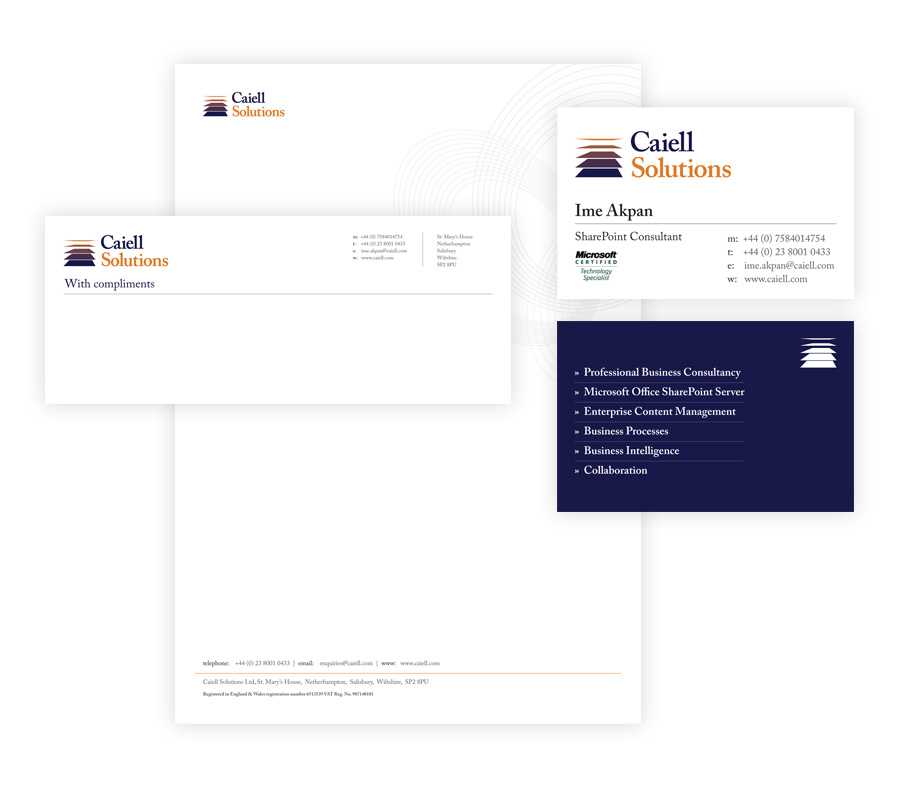 Caiell
Solutions
Caiell
Solutions
With compliments
m: +44 (0) 7584014754
t: +44 (0) 23 8001 0433
e: ime.akpan@caiell.com
w: www.caiell.com
St. Mary's House
Netherhampton
Salisbury
Wiltshire
SP2 8PU
Caiell
Solutions
Ime Akpan
SharePoint Consultant
Microsoft
CERTIFIED
Technology
Specialist
m: +44 (0) 7584014754
t: +44 (0) 23 8001 0433
e: ime.akpan@caiell.com
w: www.caiell.com
» Professional Business Consultancy
» Microsoft Office SharePoint Server
» Enterprise Content Management
» Business Processes
» Business Intelligence
» Collaboration
telephone: +44 (0) 23 8001 0433 | email: enquiries@caiell.com | www: www.caiell.com
Caiell Solutions Ltd, St. Mary's House, Netherhampton, Salisbury, Wiltshire, SP2 8PU
Registered in England & Wales registration number 6513539 VAT Reg. No. 987140101